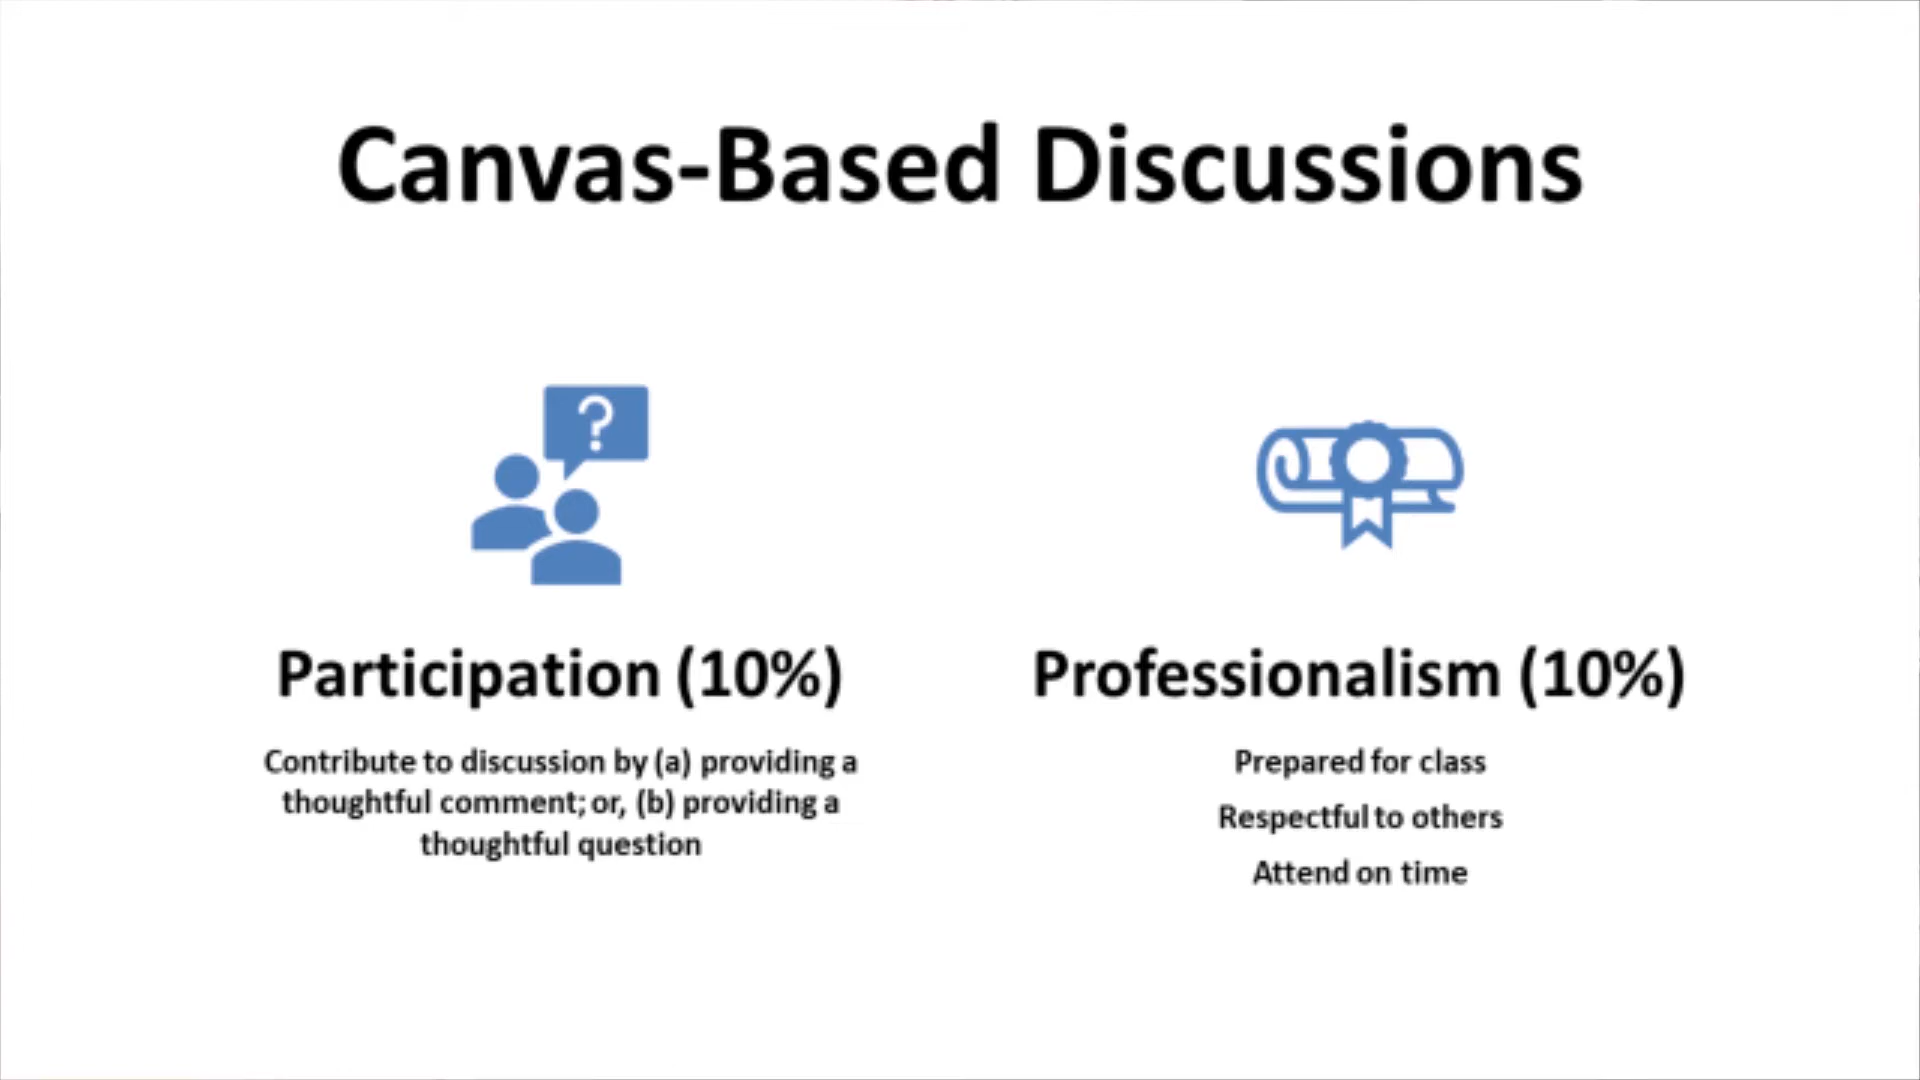 Canvas-Based Discussions
?
Participation (10%)
Contribute to discussion by (a) providing a
thoughtful comment; or, (b) providing a
thoughtful question
Professionalism (10%)
Prepared for class
Respectful to others
Attend on time